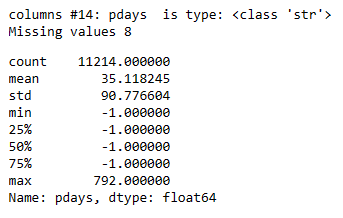 columns #14: pdays  is type: <class 'str'>
Missing values 8
count    11214.000000
mean        35.118245
std         90.776604
min         -1.000000
25%         -1.000000
50%         -1.000000
75%         -1.000000
max        792.000000
Name: pdays, dtype: float64